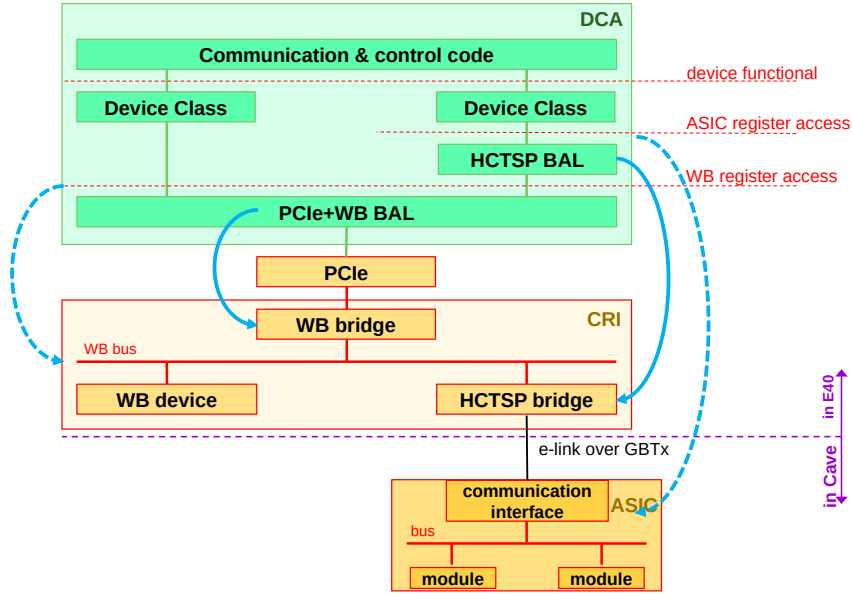 DCA
Communication & control code
device functional
Device Class
Device Class
ASIC register access
HCTSP BAL
WB register access
PCIe+WB BAL
PCIe
CRI
WB bridge
WB bus
WB device
HCTSP bridge
in E40
e-link over GBTx
in Cave
communication
interface
ASIC
bus
module
module